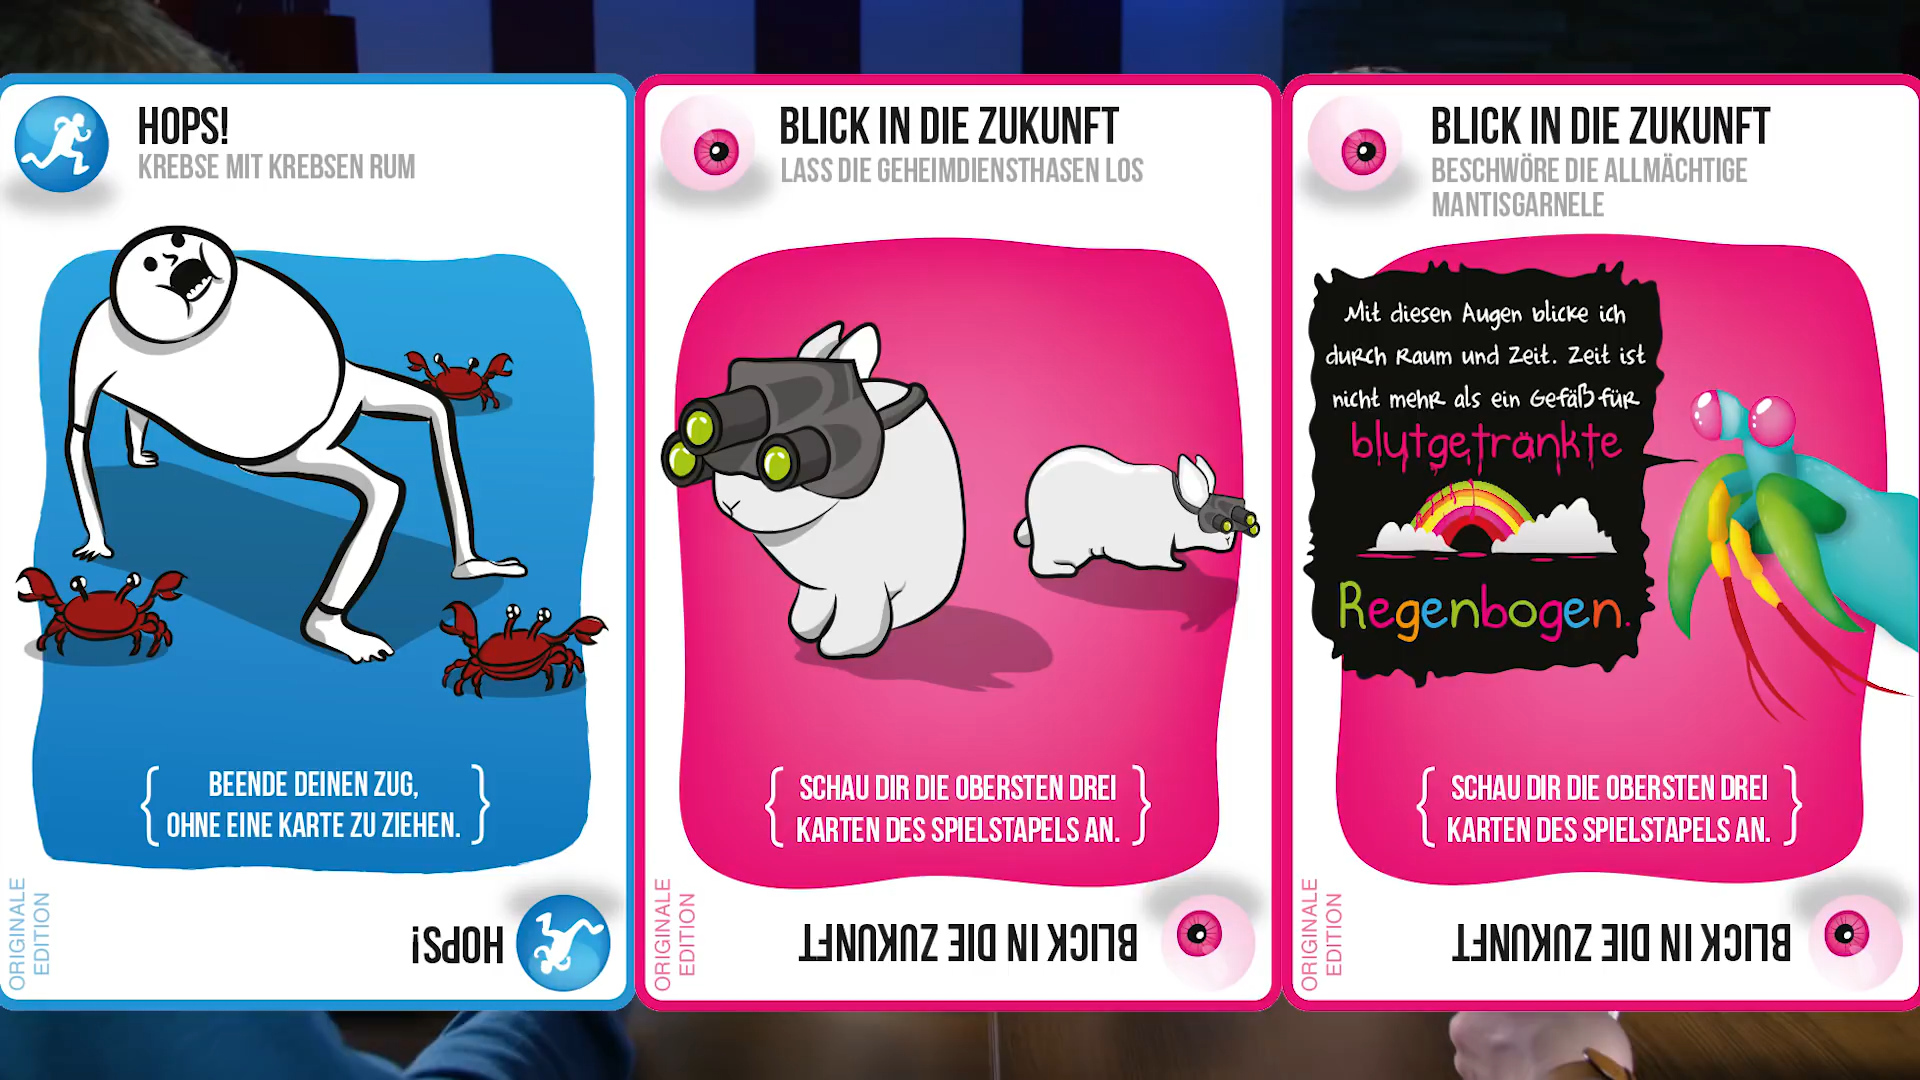 HOPS!
KREBSE MIT KREBSEN RUM
BEENDE DEINEN ZUG,
OHNE EINE KARTE ZU ZIEHEN.
ORIGINALE
EDITION
HOPS!
BLICK IN DIE ZUKUNFT
LASS DIE GEHEIMDIENSTHASEN LOS
SCHAU DIR DIE OBERSTEN DREI
KARTEN DES SPIELSTAPELS AN.
ORIGINALE
EDITION
BLICK IN DIE ZUKUNFT
BLICK IN DIE ZUKUNFT
BESCHWÖRE DIE ALLMÄCHTIGE
MANTISGARNELE
Mit diesen Augen blicke ich
durch Raum und Zeit. Zeit ist
nicht mehr als ein Gefäß für
blutgetränkte
Regenbogen.
SCHAU DIR DIE OBERSTEN DREI
KARTEN DES SPIELSTAPELS AN.
ORIGINALE
EDITION
BLICK IN DIE ZUKUNFT